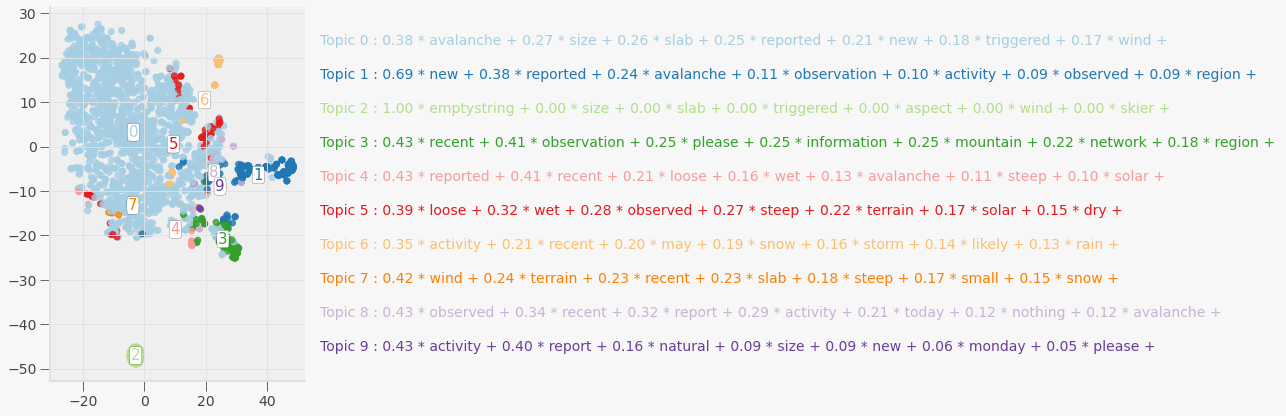 30
20
10
0
−10
−20
−30
−40
−50
−20 0 20 40
0
1
2
3
4
5
6
7
8
9
Topic 0 : 0.38 * avalanche + 0.27 * size + 0.26 * slab + 0.25 * reported + 0.21 * new + 0.18 * triggered + 0.17 * wind +
Topic 1 : 0.69 * new + 0.38 * reported + 0.24 * avalanche + 0.11 * observation + 0.10 * activity + 0.09 * observed + 0.09 * region +
Topic 2 : 1.00 * emptystring + 0.00 * size + 0.00 * slab + 0.00 * triggered + 0.00 * aspect + 0.00 * wind + 0.00 * skier +
Topic 3 : 0.43 * recent + 0.41 * observation + 0.25 * please + 0.25 * information + 0.25 * mountain + 0.22 * network + 0.18 * region +
Topic 4 : 0.43 * reported + 0.41 * recent + 0.21 * loose + 0.16 * wet + 0.13 * avalanche + 0.11 * steep + 0.10 * solar +
Topic 5 : 0.39 * loose + 0.32 * wet + 0.28 * observed + 0.27 * steep + 0.22 * terrain + 0.17 * solar + 0.15 * dry +
Topic 6 : 0.35 * activity + 0.21 * recent + 0.20 * may + 0.19 * snow + 0.16 * storm + 0.14 * likely + 0.13 * rain +
Topic 7 : 0.42 * wind + 0.24 * terrain + 0.23 * recent + 0.23 * slab + 0.18 * steep + 0.17 * small + 0.15 * snow +
Topic 8 : 0.43 * observed + 0.34 * recent + 0.32 * report + 0.29 * activity + 0.21 * today + 0.12 * nothing + 0.12 * avalanche +
Topic 9 : 0.43 * activity + 0.40 * report + 0.16 * natural + 0.09 * size + 0.09 * new + 0.06 * monday + 0.05 * please +